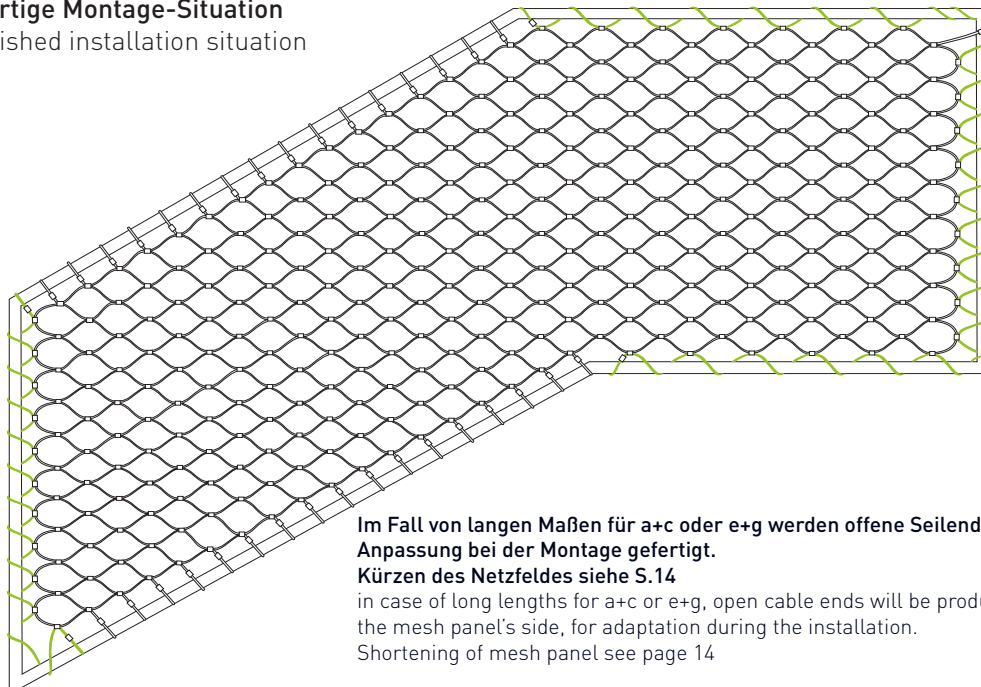 rtige Montage-Situation
ished installation situation
Im Fall von langen Maßen für a+c oder e+g werden offene Seilend
Anpassung bei der Montage gefertigt.
Kürzen des Netzfeldes siehe S.14
in case of long lengths for a+c or e+g, open cable ends will be produ
the mesh panel's side, for adaptation during the installation.
Shortening of mesh panel see page 14